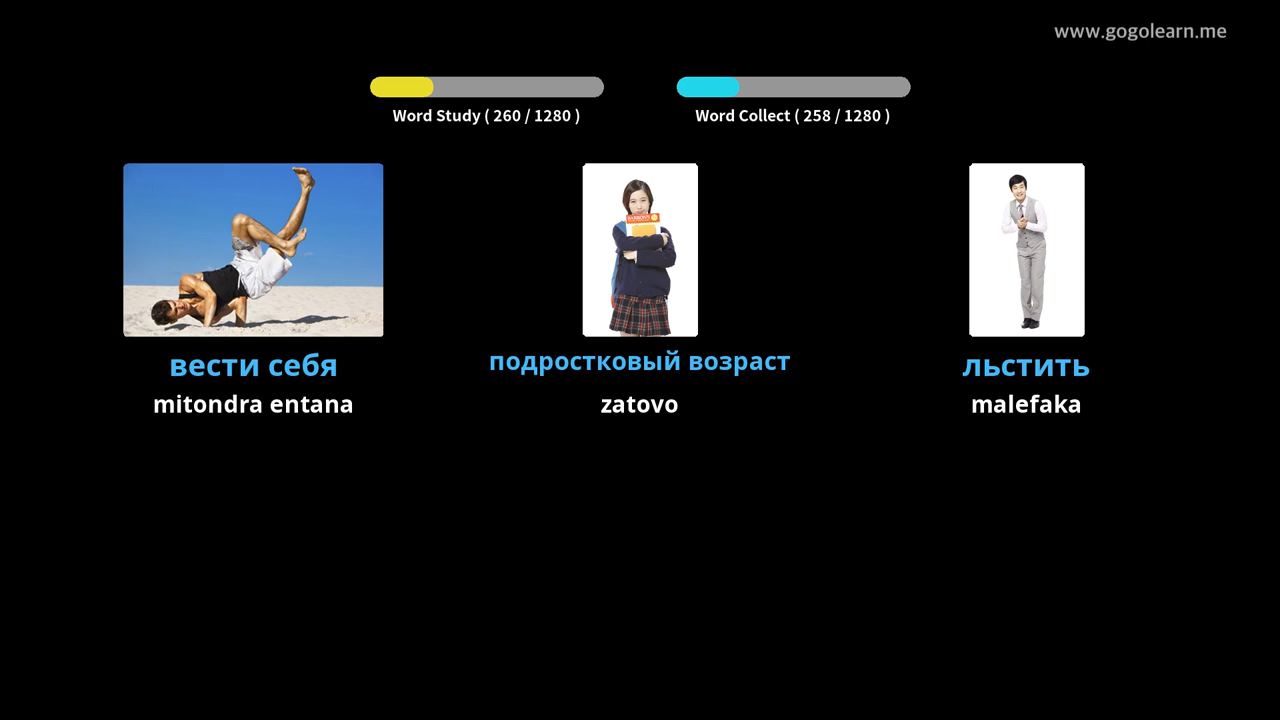 www.gogolearn.me
Word Study ( 260 / 1280 )
Word Collect ( 258 / 1280 )
BARRON'S
вести себя
подростковый возраст
льстить
mitondra entana
zatovo
malefaka